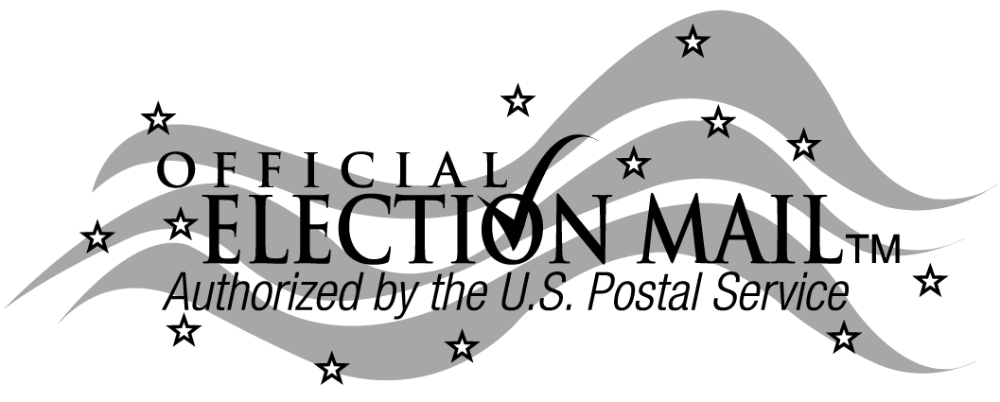 OFFICIAL
ELECTION MAIL™
Authorized by the U.S. Postal Service